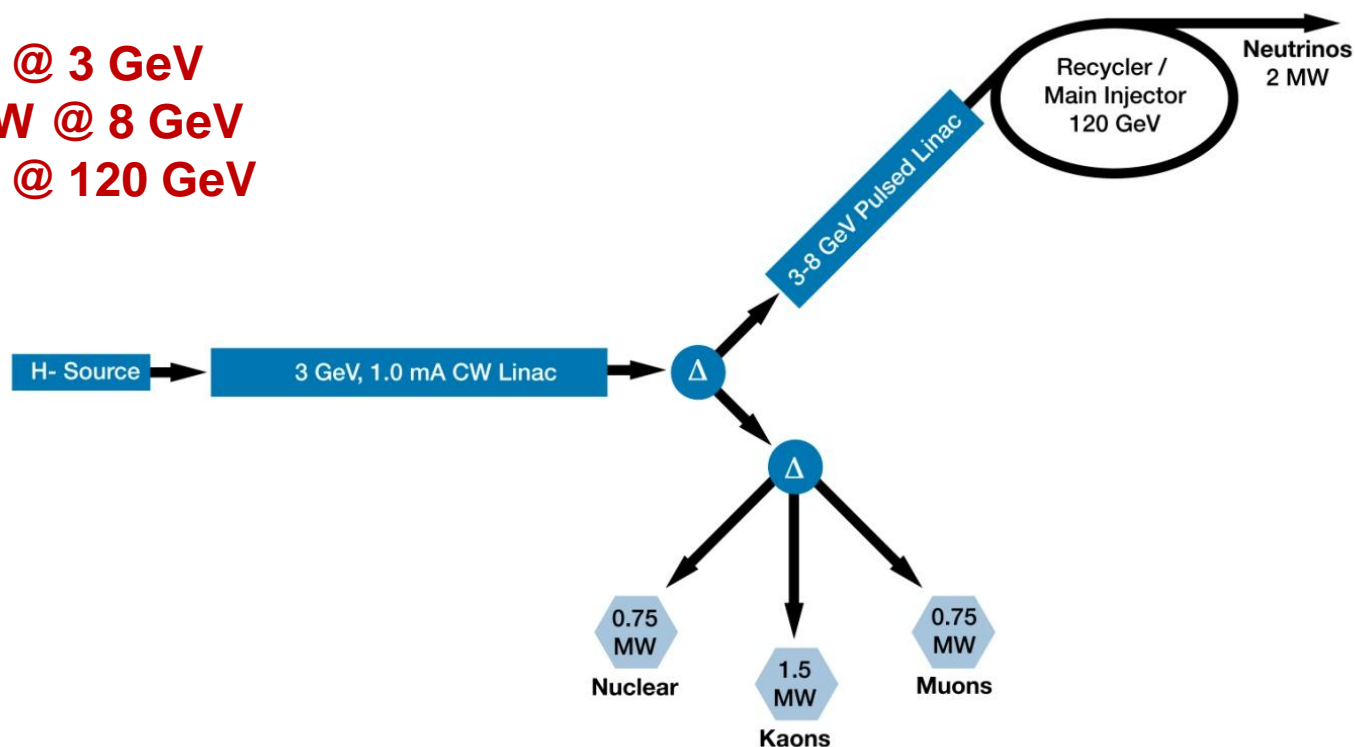 @ 3 GeV
W @ 8 GeV
@ 120 GeV
Recycler /
Main Injector
120 GeV
Neutrinos
2 MW
3-8 GeV Pulsed Linac
H- Source
3 GeV, 1.0 mA CW Linac
Δ
Δ
0.75
MW
Nuclear
1.5
MW
Kaons
0.75
MW
Muons